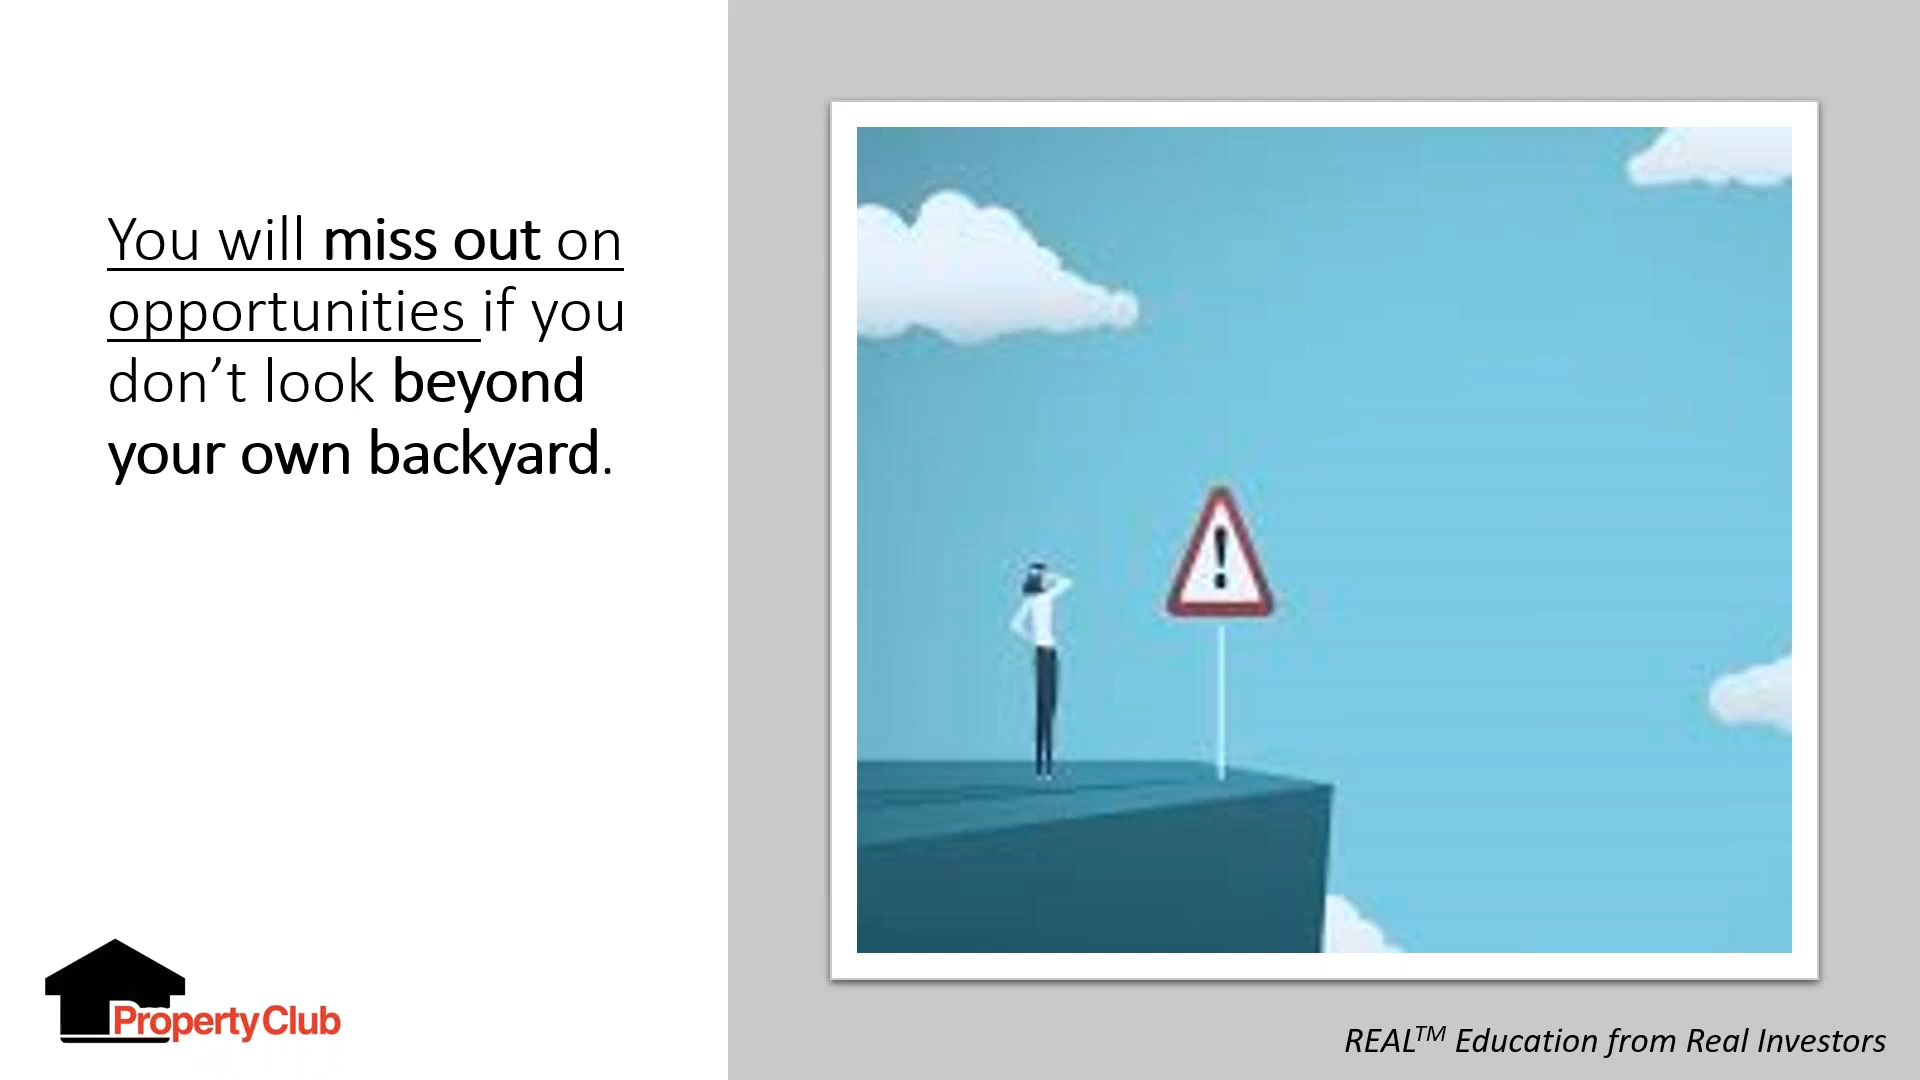 You will miss out on
opportunities if you
don’t look beyond
your own backyard.
!
PropertyClub
REAL™ Education from Real Investors